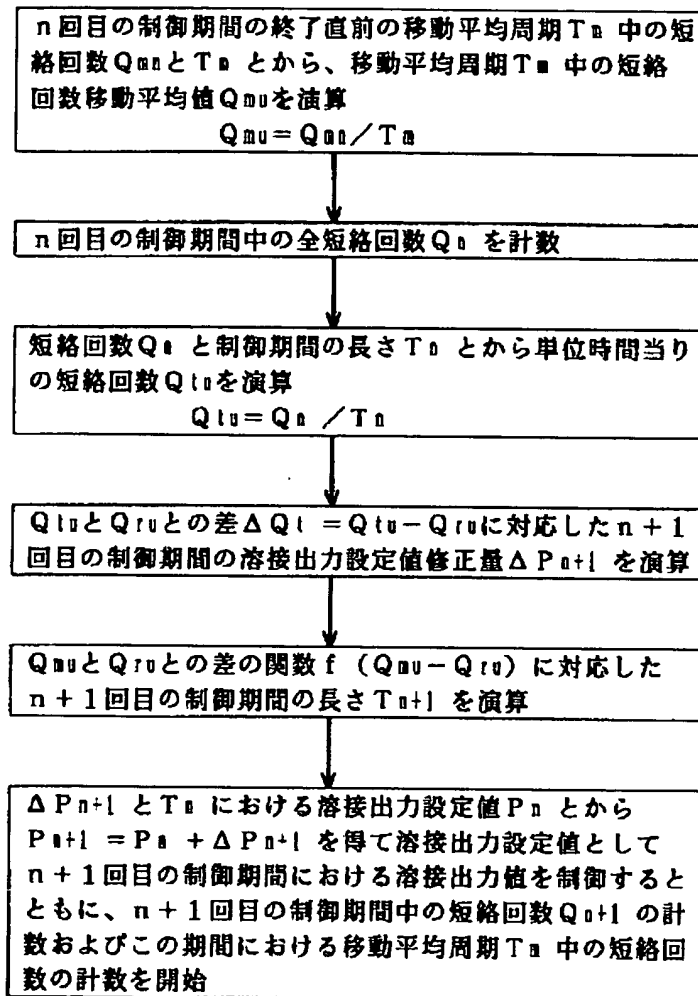 n回目の制御期間の終了直前の移動平均周期Tm 中の短
絡回数QmnとTm とから、移動平均周期Tm 中の短絡
回数移動平均値Qmuを演算
Qmu=Qmn/Tm
n回目の制御期間中の全短絡回数Qn を計数
短絡回数Qn と制御期間の長さTn とから単位時間当り
の短絡回数Qtuを演算
Qtu=Qn /Tn
QtuとQruとの差ΔQt =Qtu-Qruに対応したn+1
回目の制御期間の溶接出力設定値修正量ΔPn+1 を演算
QmuとQruとの差の関数f(Qmu-Qru)に対応した
n+1回目の制御期間の長さTn+1 を演算
ΔPn+1 とTn における溶接出力設定値Pn とから
Pn+1 =Pn +ΔPn+1 を得て溶接出力設定値として
n+1回目の制御期間における溶接出力値を制御すると
ともに、n+1回目の制御期間中の短絡回数Qn+1 の計
数およびこの期間における移動平均周期Tm 中の短絡回
数の計数を開始